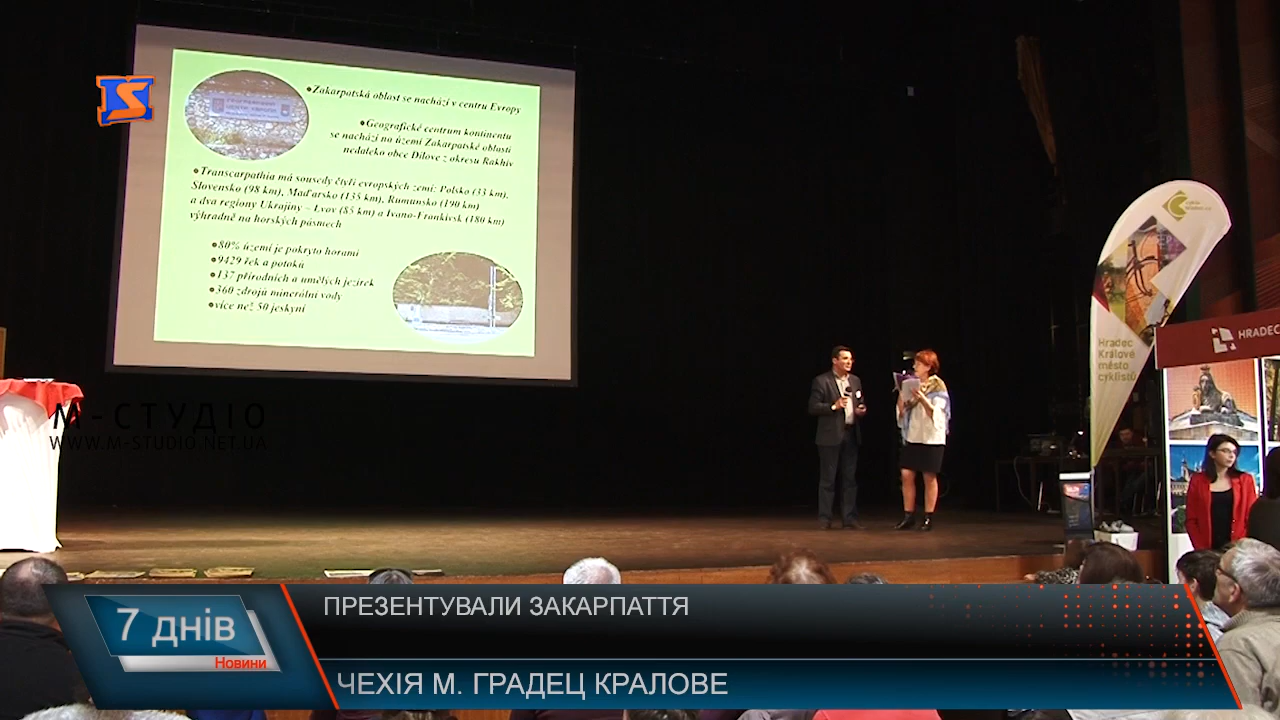 Zakarpatská oblast se nachází v centru Evropy
Geografické centrum kontinentu
se nachází na území Zakarpatské oblasti
nedaleko obce Dilove z okresu Rakhiv
Transcarpathia má sousedy čtyři evropských zemí: Polsko (33 km),
Slovensko (98 km), Maďarsko (135 km), Rumunsko (190 km)
a dva regiony Ukrajiny – Lvov (85 km) a Ivano-Frankivsk (180 km)
výhradně na horských pásmech
80% území je pokryto horami
9429 řek a potoků
137 přírodních a umělých jezírek
360 zdrojů minerální vody
více než 50 jeskyní
М-СТУДІО
WWW.M-STUDIO.NET.UA
Hradec
Králové
město
cyklistů
HRADEC
7 днів
Новини
ПРЕЗЕНТУВАЛИ ЗАКАРПАТТЯ
ЧЕХІЯ М. ГРАДЕЦ КРАЛОВЕ